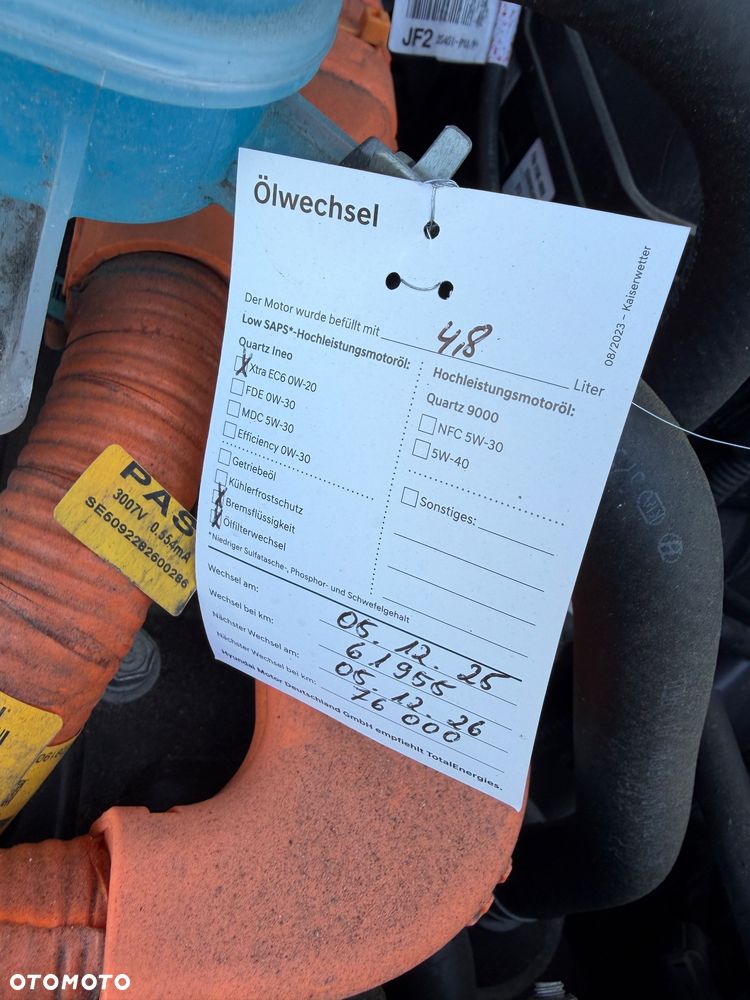 JF2
Ölwechsel
08/2023 – Kaiserwetter
Der Motor wurde befüllt mit 4,8 Liter
Low SAPS*-Hochleistungsmotoröl:
Quartz Ineo
X Xtra EC6 0W-20
FDE 0W-30
MDC 5W-30
Efficiency 0W-30
Getriebeöl
Kühlerfrostschutz
X Bremsflüssigkeit
X Ölfilterwechsel
Hochleistungsmotoröl:
Quartz 9000
NFC 5W-30
5W-40
Sonstiges:
*Niedriger Sulfatasche-, Phosphor- und Schwefelgehalt
Wechsel am: 05.12.25
Wechsel bei km: 61955
Nächster Wechsel am: 05.12.26
Nächster Wechsel bei km: 76000
Hyundai Motor Deutschland GmbH empfiehlt TotalEnergies.
PAS
3007V 0.554mA
SE6092282600286
OTOMOTO